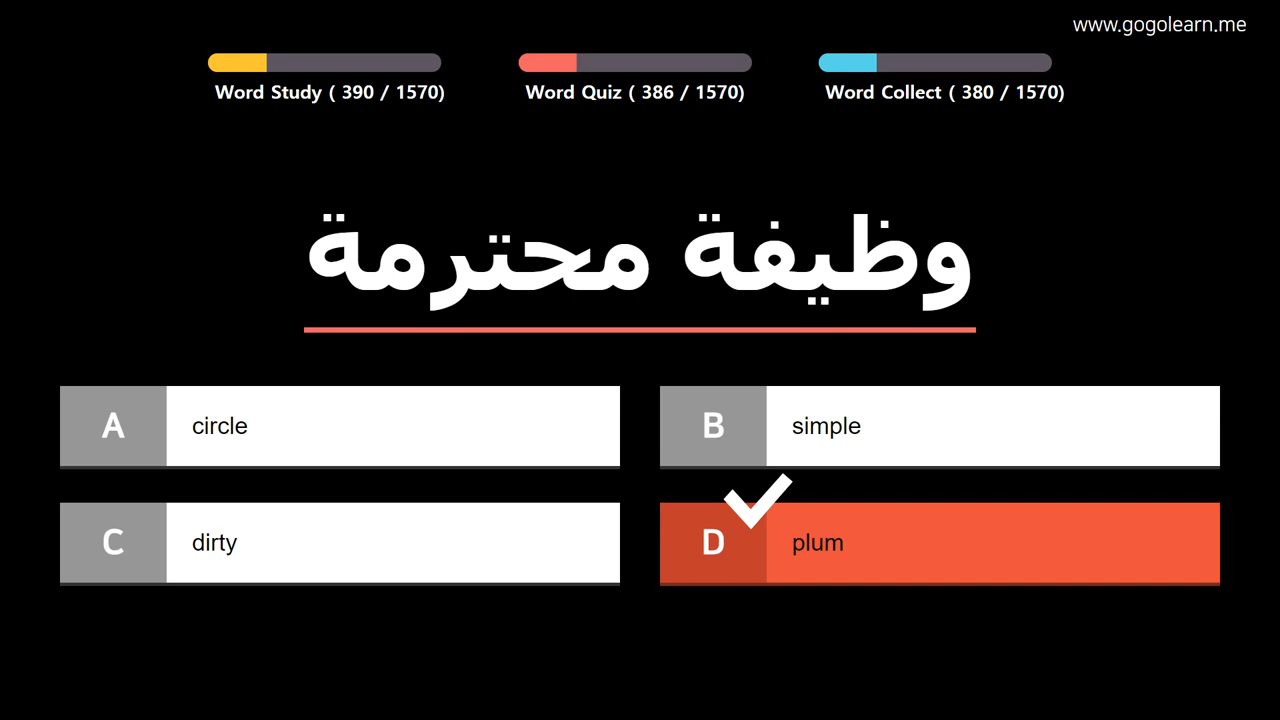 www.gogolearn.me
Word Study ( 390 / 1570)
Word Quiz ( 386 / 1570)
Word Collect ( 380 / 1570)
وظيفة محترمة
A circle
B simple
C dirty
D plum